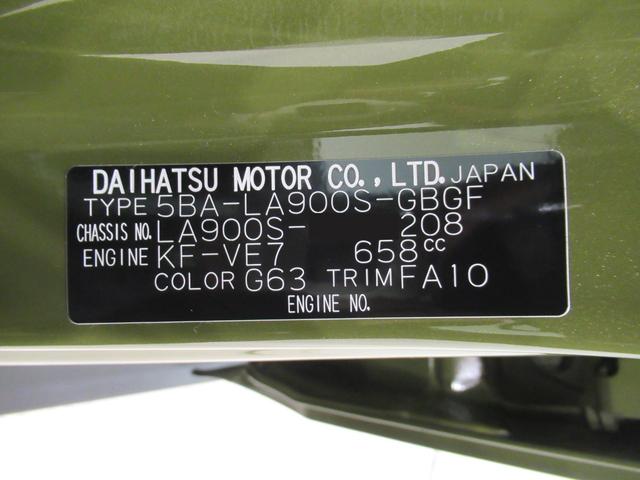 DAIHATSU MOTOR CO., LTD. JAPAN
TYPE 5BA-LA900S-GBGF
CHASSIS NO. LA900S- 208
ENGINE KF-VE7 658cc
COLOR G63 TRIM FA10
ENGINE NO.